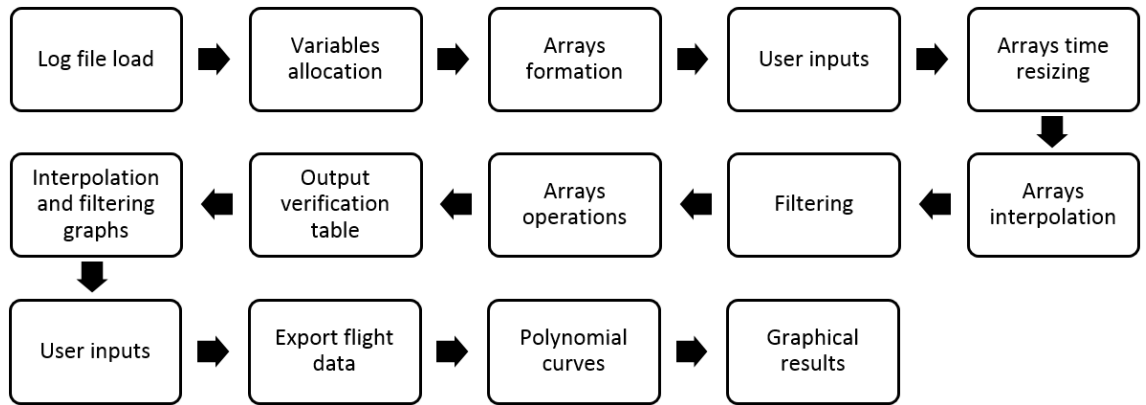 Log file load
Variables
allocation
Arrays
formation
User inputs
Arrays time
resizing
Arrays
interpolation
Filtering
Arrays
operations
Output
verification
table
Interpolation
and filtering
graphs
User inputs
Export flight
data
Polynomial
curves
Graphical
results